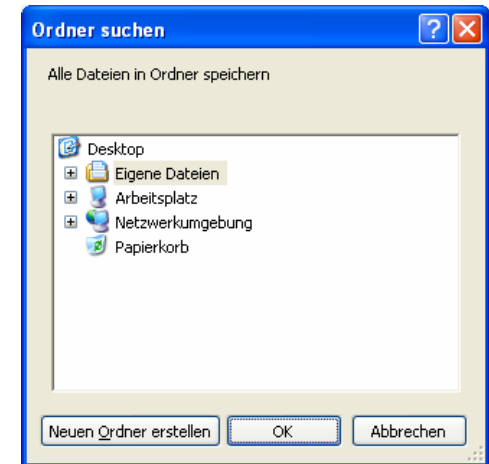 Ordner suchen
Alle Dateien in Ordner speichern
Desktop
Eigene Dateien
Arbeitsplatz
Netzwerkumgebung
Papierkorb
Neuen Ordner erstellen OK Abbrechen